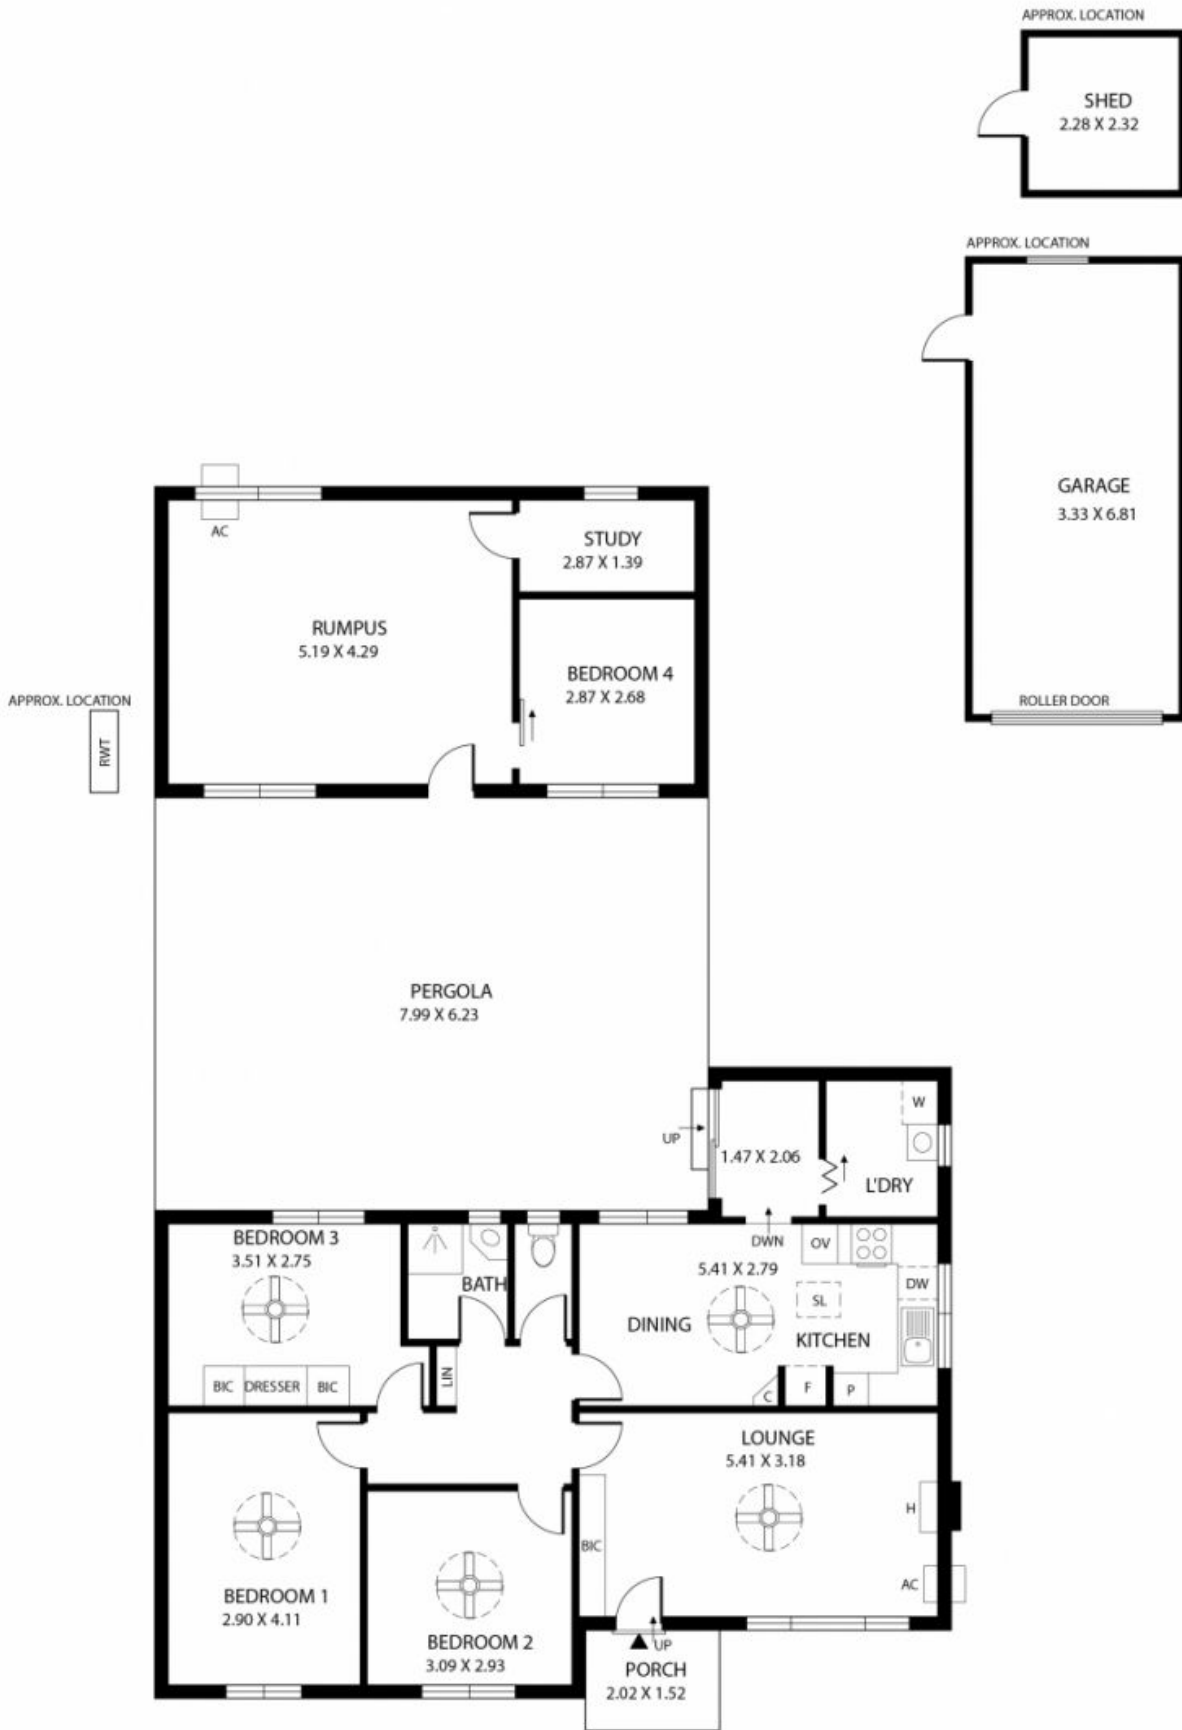 APPROX. LOCATION
SHED
2.28 X 2.32
APPROX. LOCATION
GARAGE
3.33 X 6.81
ROLLER DOOR
AC
STUDY
2.87 X 1.39
RUMPUS
5.19 X 4.29
BEDROOM 4
2.87 X 2.68
APPROX. LOCATION
RWT
PERGOLA
7.99 X 6.23
UP
1.47 X 2.06
W
L'DRY
BEDROOM 3
3.51 X 2.75
BATH
DWN
OV
5.41 X 2.79
DW
SL
DINING
KITCHEN
BIC
DRESSER
BIC
LIN
C
F
P
LOUNGE
5.41 X 3.18
H
BIC
AC
BEDROOM 1
2.90 X 4.11
BEDROOM 2
3.09 X 2.93
UP
PORCH
2.02 X 1.52